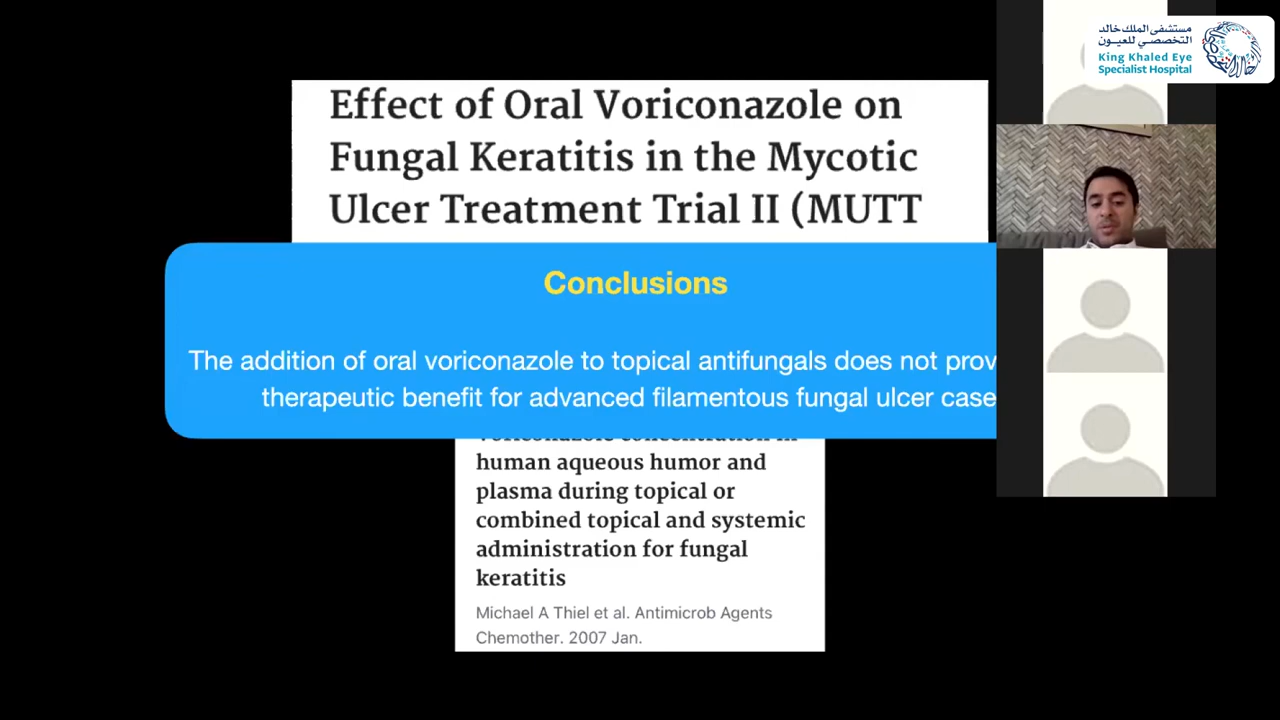 مستشفى الملك خالد
التخصصي للعيون
King Khaled Eye
Specialist Hospital
Effect of Oral Voriconazole on
Fungal Keratitis in the Mycotic
Ulcer Treatment Trial II (MUTT
Conclusions
The addition of oral voriconazole to topical antifungals does not prov
therapeutic benefit for advanced filamentous fungal ulcer case
human aqueous humor and
plasma during topical or
combined topical and systemic
administration for fungal
keratitis
Michael A Thiel et al. Antimicrob Agents
Chemother. 2007 Jan.